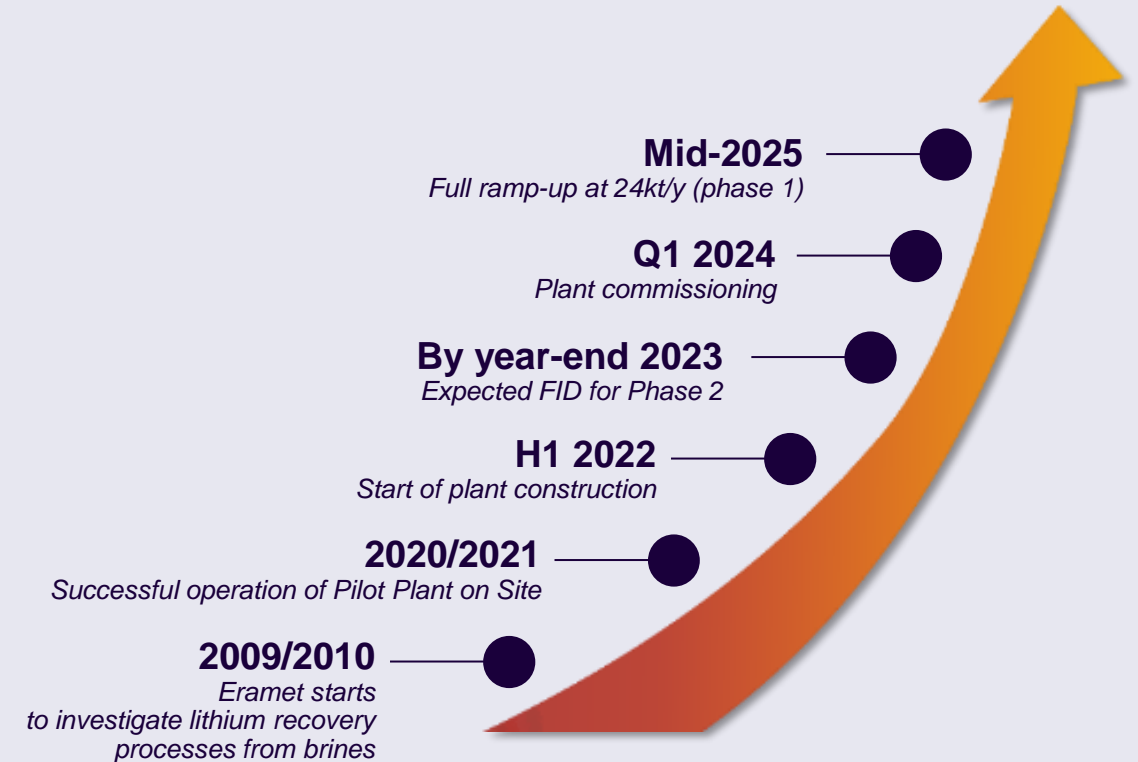 Mid-2025
Full ramp-up at 24kt/y (phase 1)
Q1 2024
Plant commissioning
By year-end 2023
Expected FID for Phase 2
H1 2022
Start of plant construction
2020/2021
Successful operation of Pilot Plant on Site
2009/2010
Eramet starts
to investigate lithium recovery
processes from brines